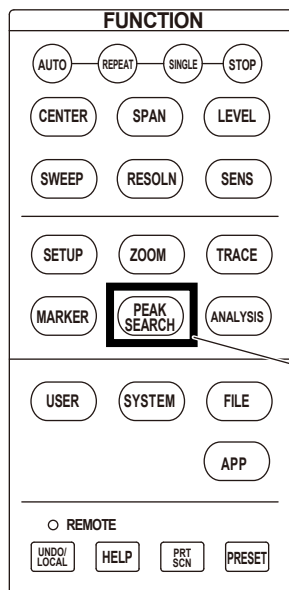 FUNCTION
AUTO REPEAT SINGLE STOP
CENTER SPAN LEVEL
SWEEP RESOLN SENS
SETUP ZOOM TRACE
MARKER PEAK SEARCH ANALYSIS
USER SYSTEM FILE
APP
REMOTE
UNDO/ LOCAL HELP PRT SCN PRESET